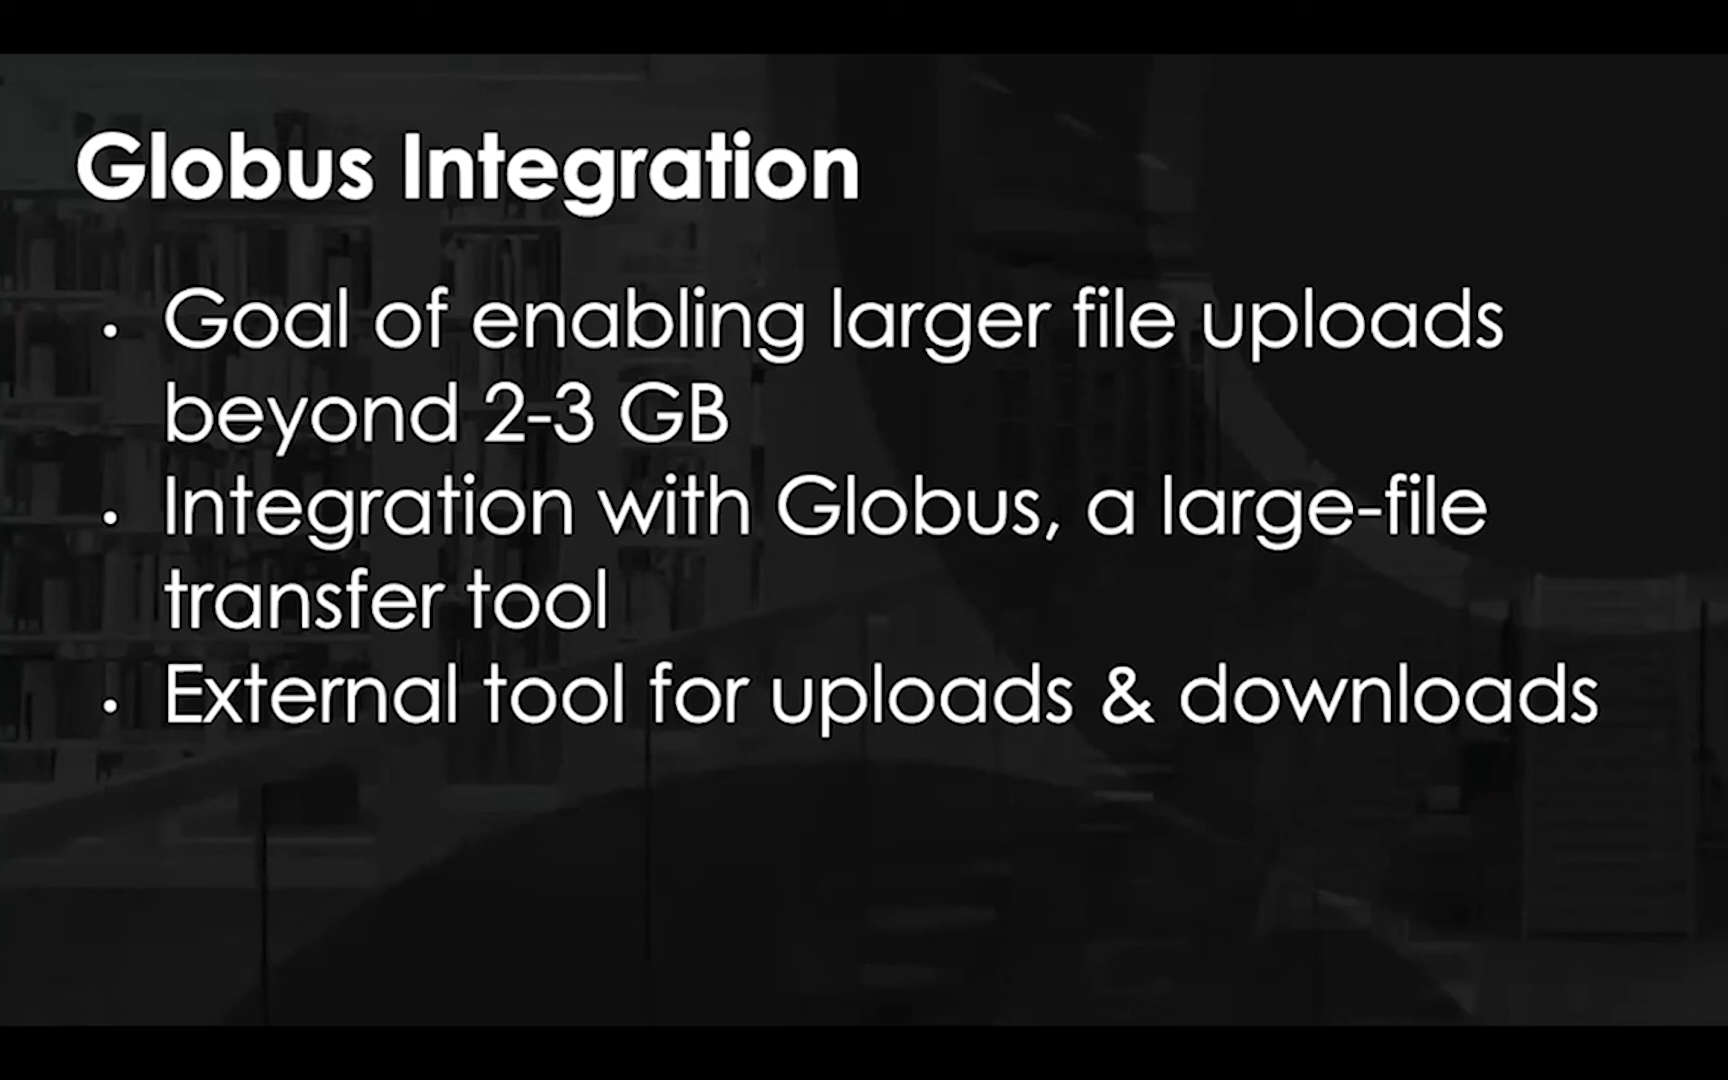 Globus Integration
• Goal of enabling larger file uploads
beyond 2-3 GB
• Integration with Globus, a large-file
transfer tool
• External tool for uploads & downloads